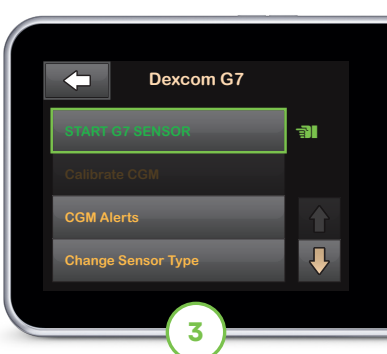 Dexcom G7
START G7 SENSOR
Calibrate CGM
CGM Alerts
Change Sensor Type
3